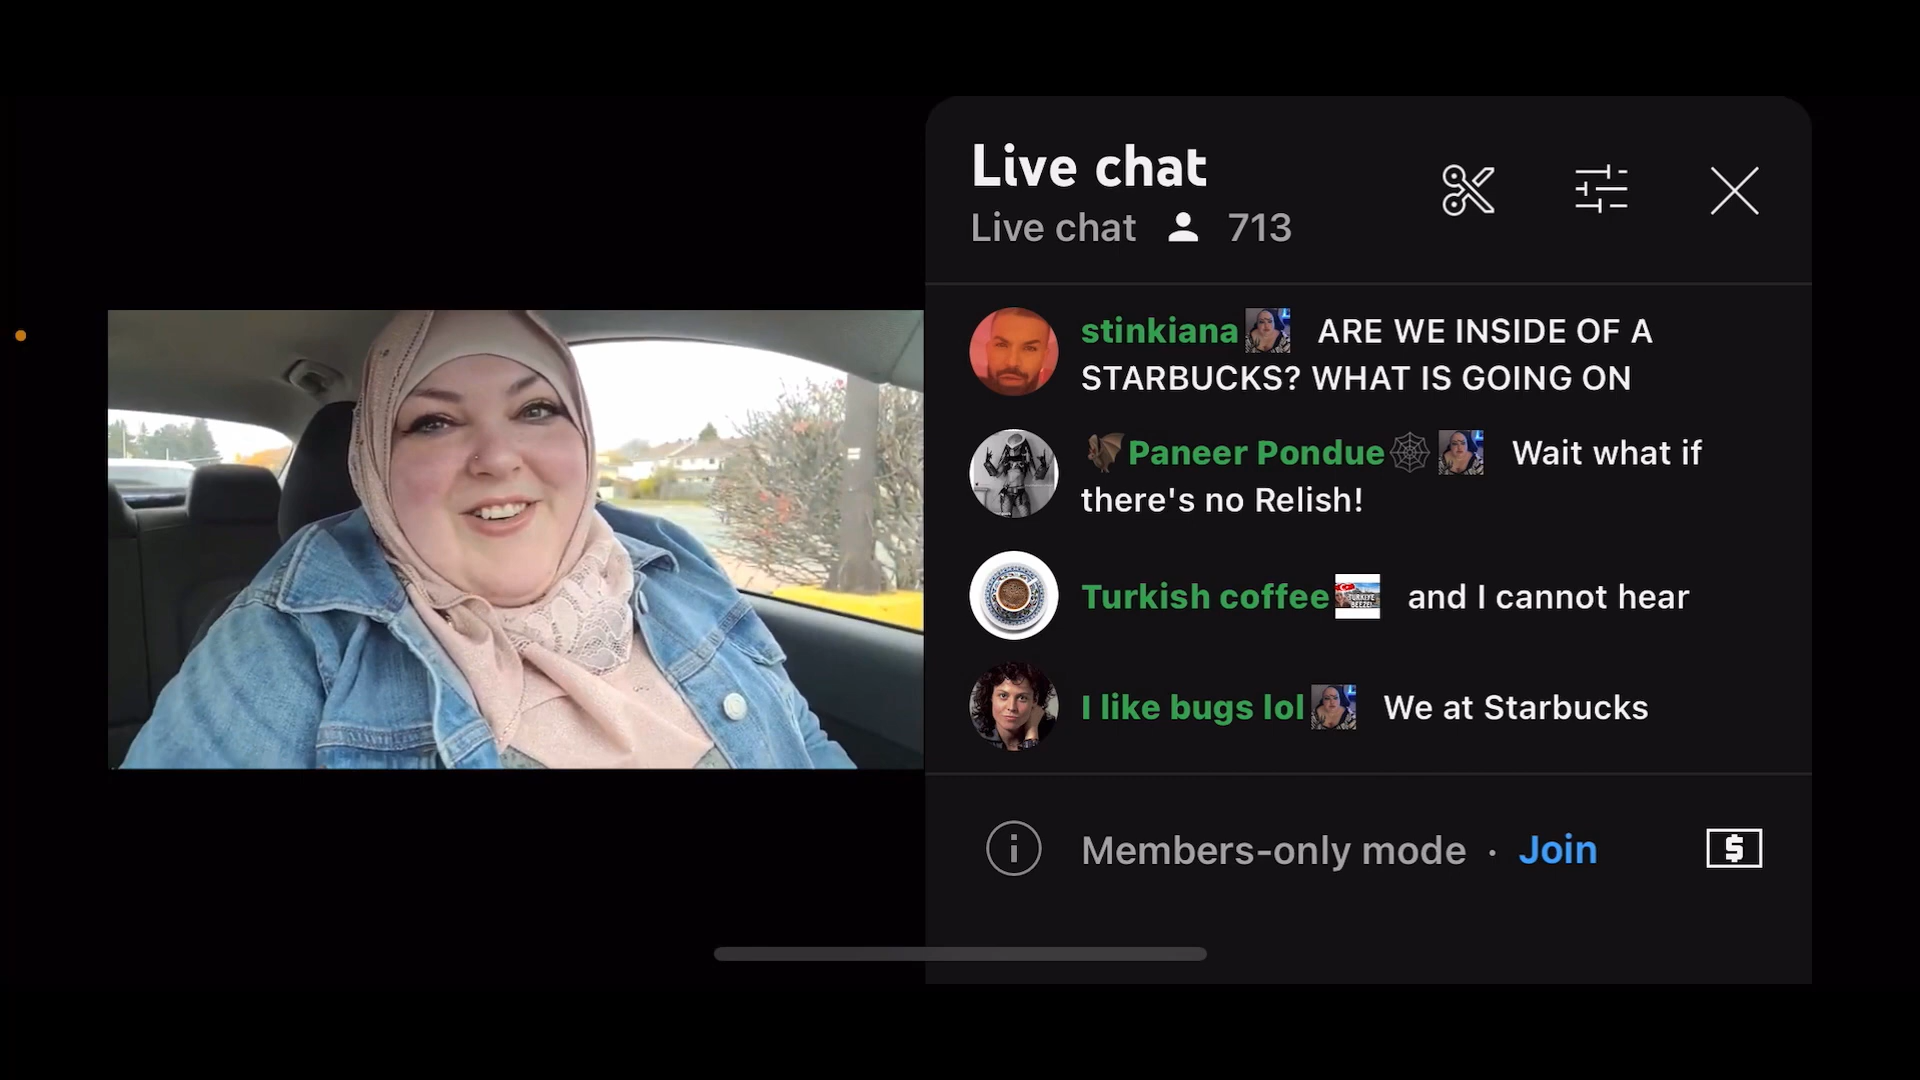 Live chat
Live chat 713
stinkiana ARE WE INSIDE OF A
STARBUCKS? WHAT IS GOING ON
Paneer Pondue Wait what if
there's no Relish!
Turkish coffee and I cannot hear
I like bugs lol We at Starbucks
Members-only mode · Join
$